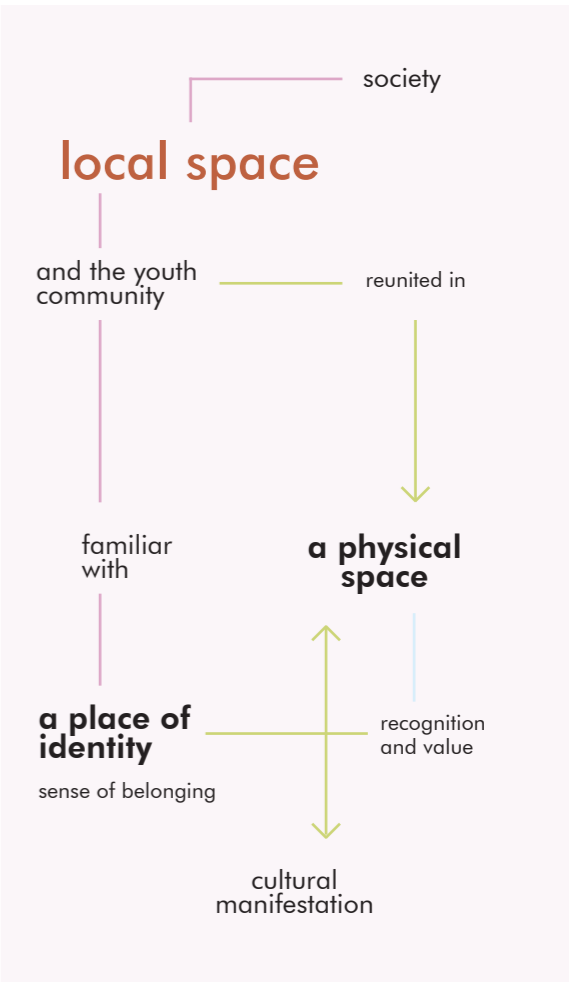 society
local space
and the youth
community
reunited in
familiar
with
a physical
space
a place of
identity
sense of belonging
recognition
and value
cultural
manifestation